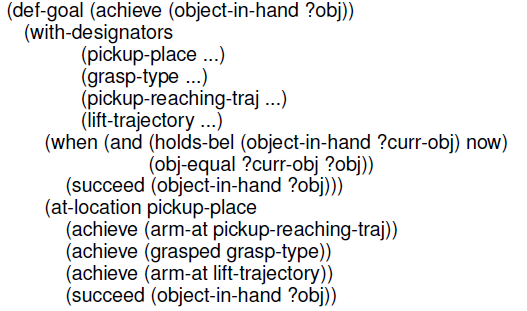 (def-goal (achieve (object-in-hand ?obj))
(with-designators
(pickup-place ...)
(grasp-type ...)
(pickup-reaching-traj ...)
(lift-trajectory ...)
(when (and (holds-bel (object-in-hand ?curr-obj) now)
(obj-equal ?curr-obj ?obj))
(succeed (object-in-hand ?obj)))
(at-location pickup-place
(achieve (arm-at pickup-reaching-traj))
(achieve (grasped grasp-type))
(achieve (arm-at lift-trajectory))
(succeed (object-in-hand ?obj))